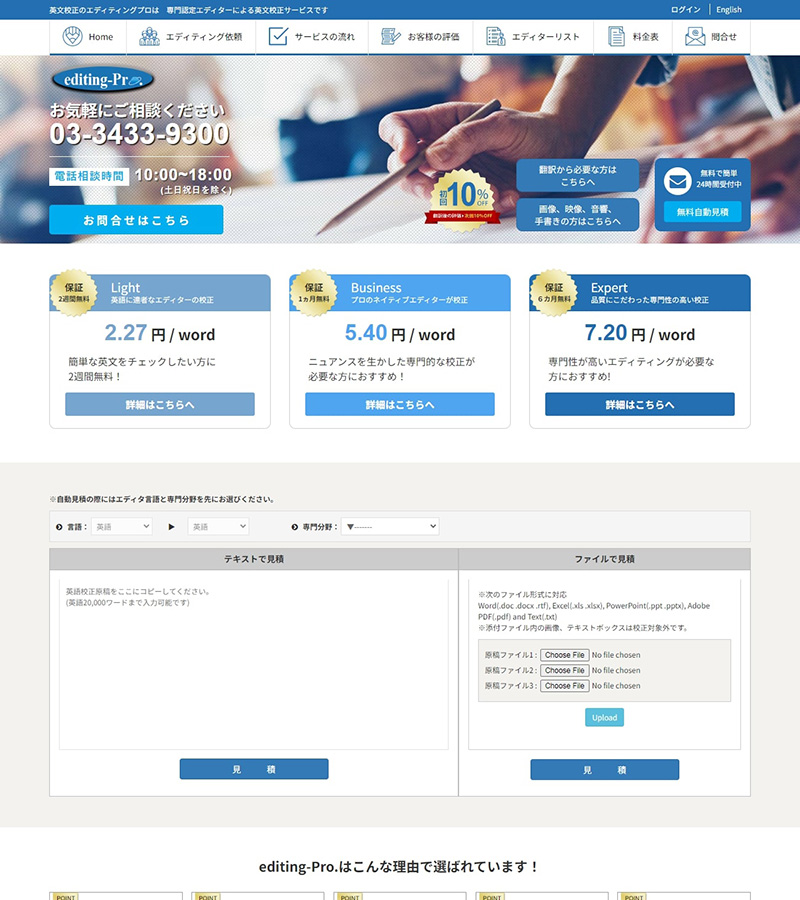 英文校正のエディティングプロは　専門認定エディターによる英文校正サービスです
ログイン
English
Home
エディティング依頼
サービスの流れ
お客様の評価
エディターリスト
料金表
問合せ
editing-Pro
お気軽にご相談ください
03-3433-9300
電話相談時間 10:00~18:00
(土日祝日を除く)
お問合せはこちら
初回10%OFF
翻訳後の評価・次回10%OFF
翻訳から必要な方は
こちらへ
画像、映像、音響、
手書きの方はこちらへ
無料で簡単
24時間受付中
無料自動見積
保証
2週間無料
Light
英語に適者なエディターの校正
2.27 円 / word
簡単な英文をチェックしたい方に
2週間無料！
詳細はこちらへ
保証
1ヵ月無料
Business
プロのネイティブエディターが校正
5.40 円 / word
ニュアンスを生かした専門的な校正が
必要な方におすすめ！
詳細はこちらへ
保証
6カ月無料
Expert
品質にこだわった専門性の高い校正
7.20 円 / word
専門性が高いエディティングが必要な
方におすすめ!
詳細はこちらへ
※自動見積の際にはエディタ言語と専門分野を先にお選びください。
言語 : 英語 ▶ 英語 専門分野 : ▼-------
テキストで見積
英語校正原稿をここにコピーしてください。
(英語20,000ワードまで入力可能です)
見 積
ファイルで見積
※次のファイル形式に対応
Word(.doc .docx .rtf), Excel(.xls .xlsx), PowerPoint(.ppt .pptx), Adobe
PDF(.pdf) and Text(.txt)
※添付ファイル内の画像、テキストボックスは校正対象外です。
原稿ファイル1 : Choose File No file chosen
原稿ファイル2 : Choose File No file chosen
原稿ファイル3 : Choose File No file chosen
Upload
見 積
editing-Pro.はこんな理由で選ばれています！
POINT
POINT
POINT
POINT
POINT